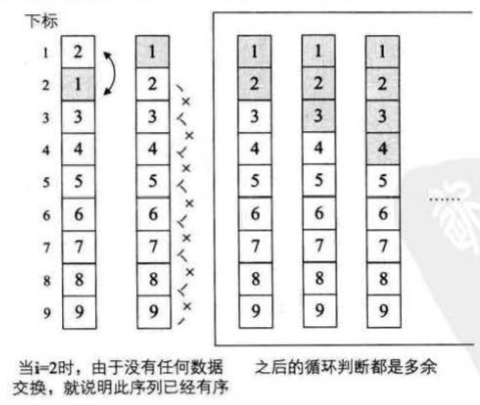 下标
1 2 1 1 1 1
2 1 2 2 2 2
3 3 3 3 3 3
4 4 4 4 4 4
5 5 5 5 5 5
6 6 6 6 6 6
7 7 7 7 7 7
8 8 8 8 8 8
9 9 9 9 9 9
......
当i=2时，由于没有任何数据
交换，就说明此序列已经有序
之后的循环判断都是多余